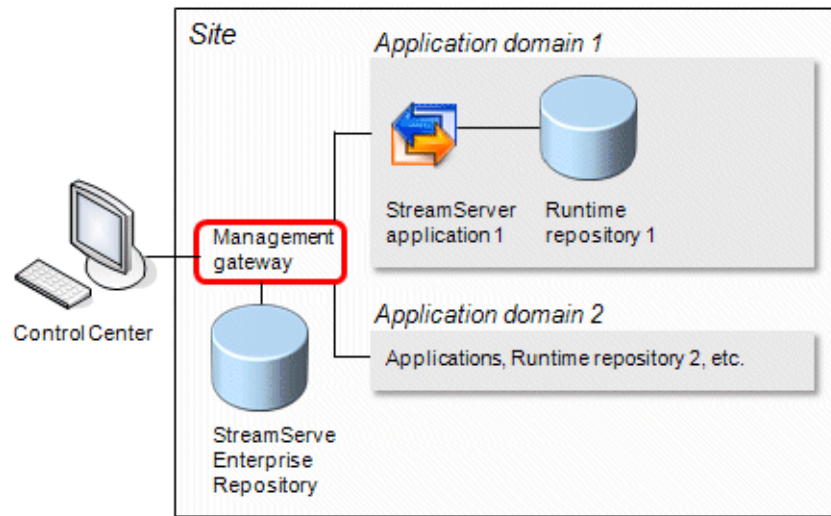 Site
Application domain 1
StreamServer
application 1
Runtime
repository 1
Management
gateway
Control Center
Application domain 2
Applications, Runtime repository 2, etc.
StreamServe
Enterprise
Repository